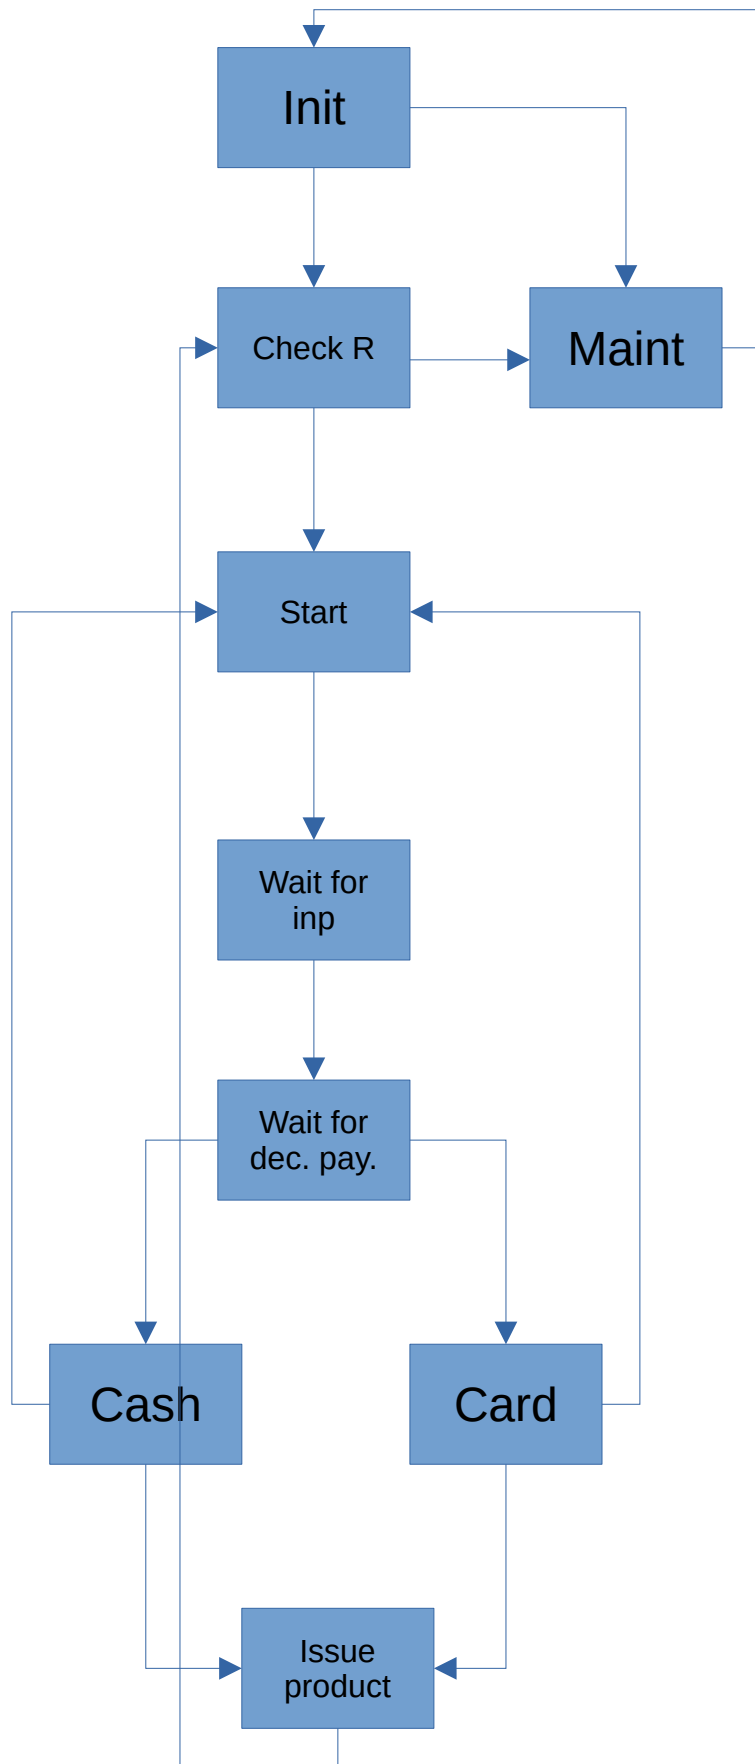 Init
Check R
Maint
Start
Wait for
inp
Wait for
dec. pay.
Cash
Card
Issue
product